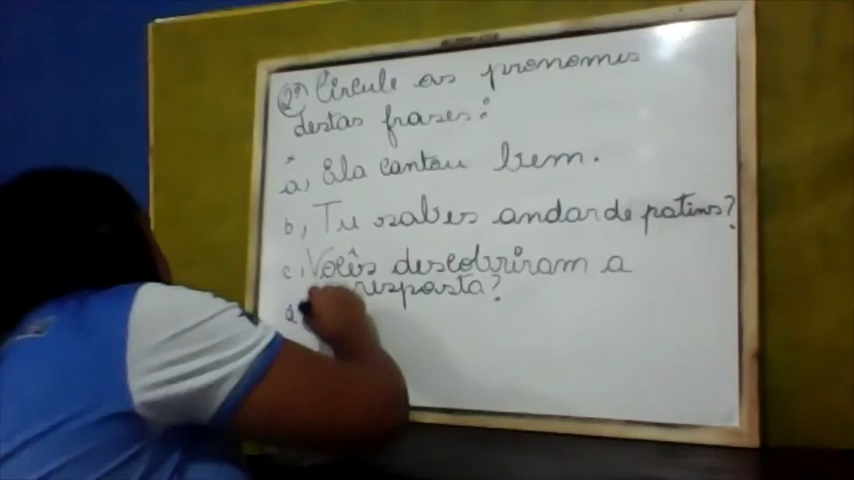 2ª) Circule os pronomes
destas frases:
a, Ela cantou bem.
b, Tu sabes andar de patins?
c, Vocês descobriram a
resposta?
d